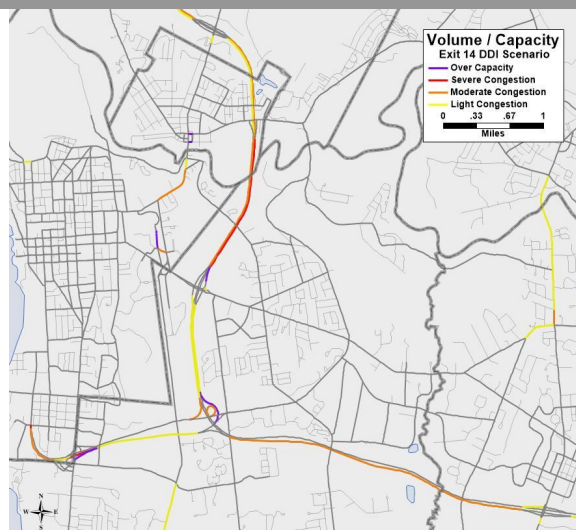 Volume / Capacity
Exit 14 DDI Scenario
Over Capacity
Severe Congestion
Moderate Congestion
Light Congestion
0 .33 .67 1
Miles
N
W E
S